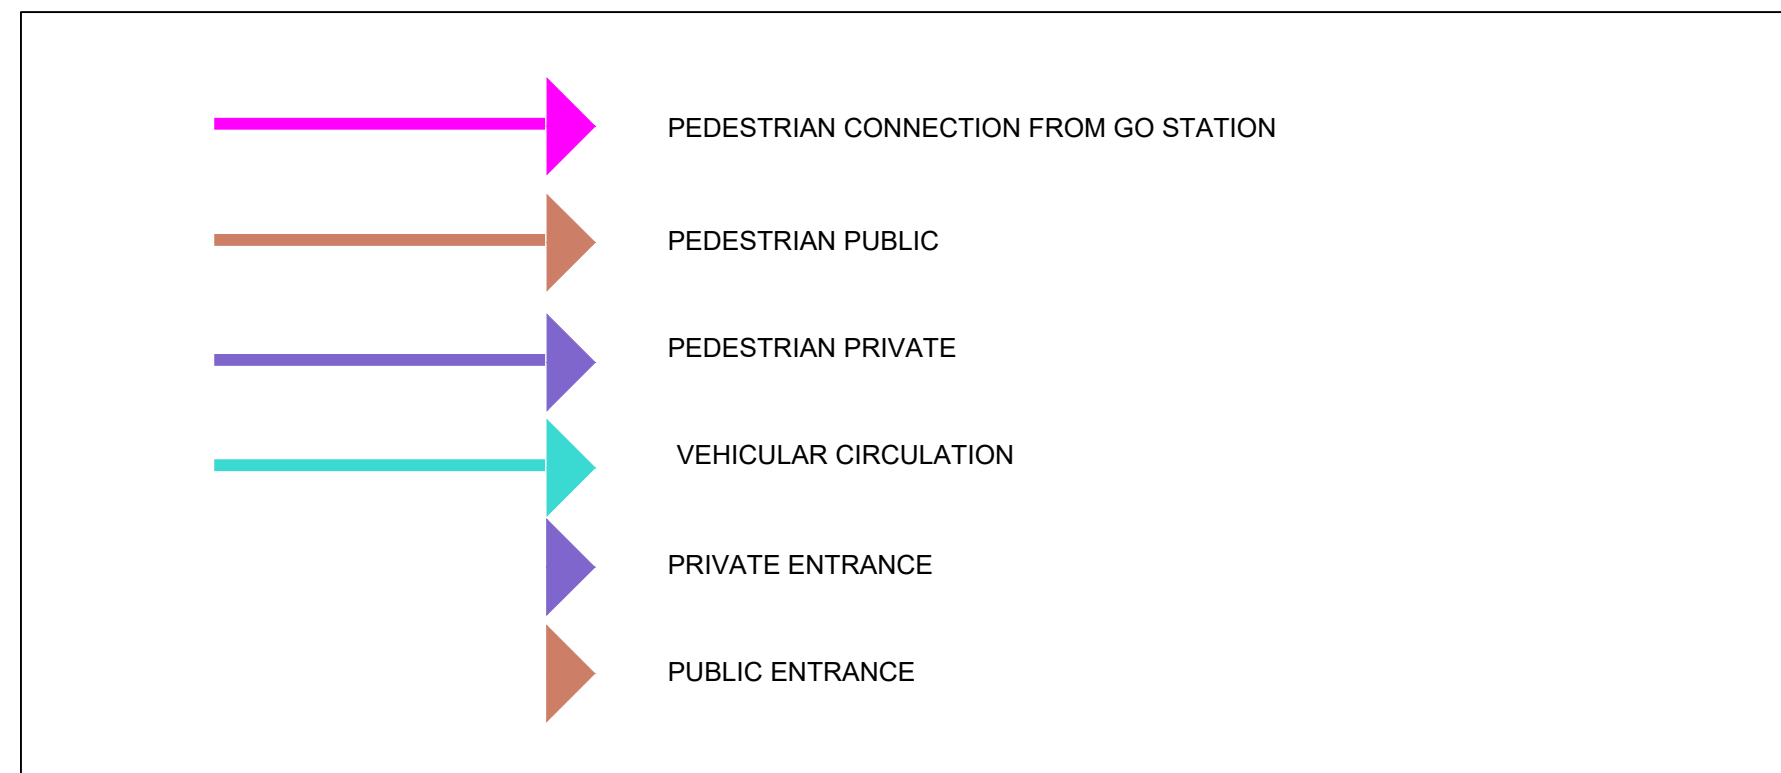 PEDESTRIAN CONNECTION FROM GO STATION
PEDESTRIAN PUBLIC
PEDESTRIAN PRIVATE
VEHICULAR CIRCULATION
PRIVATE ENTRANCE
PUBLIC ENTRANCE